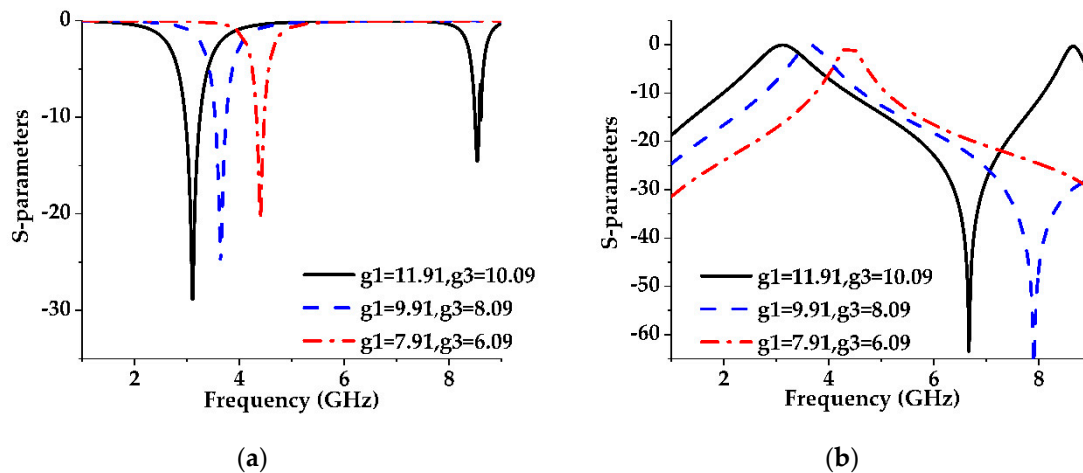 0
-10
-20
-30
S-parameters
g1=11.91,g3=10.09
g1=9.91,g3=8.09
g1=7.91,g3=6.09
2 4 6 8
Frequency (GHz)
(a)
0
-10
-20
-30
-40
-50
-60
S-parameters
g1=11.91,g3=10.09
g1=9.91,g3=8.09
g1=7.91,g3=6.09
2 4 6 8
Frequency (GHz)
(b)